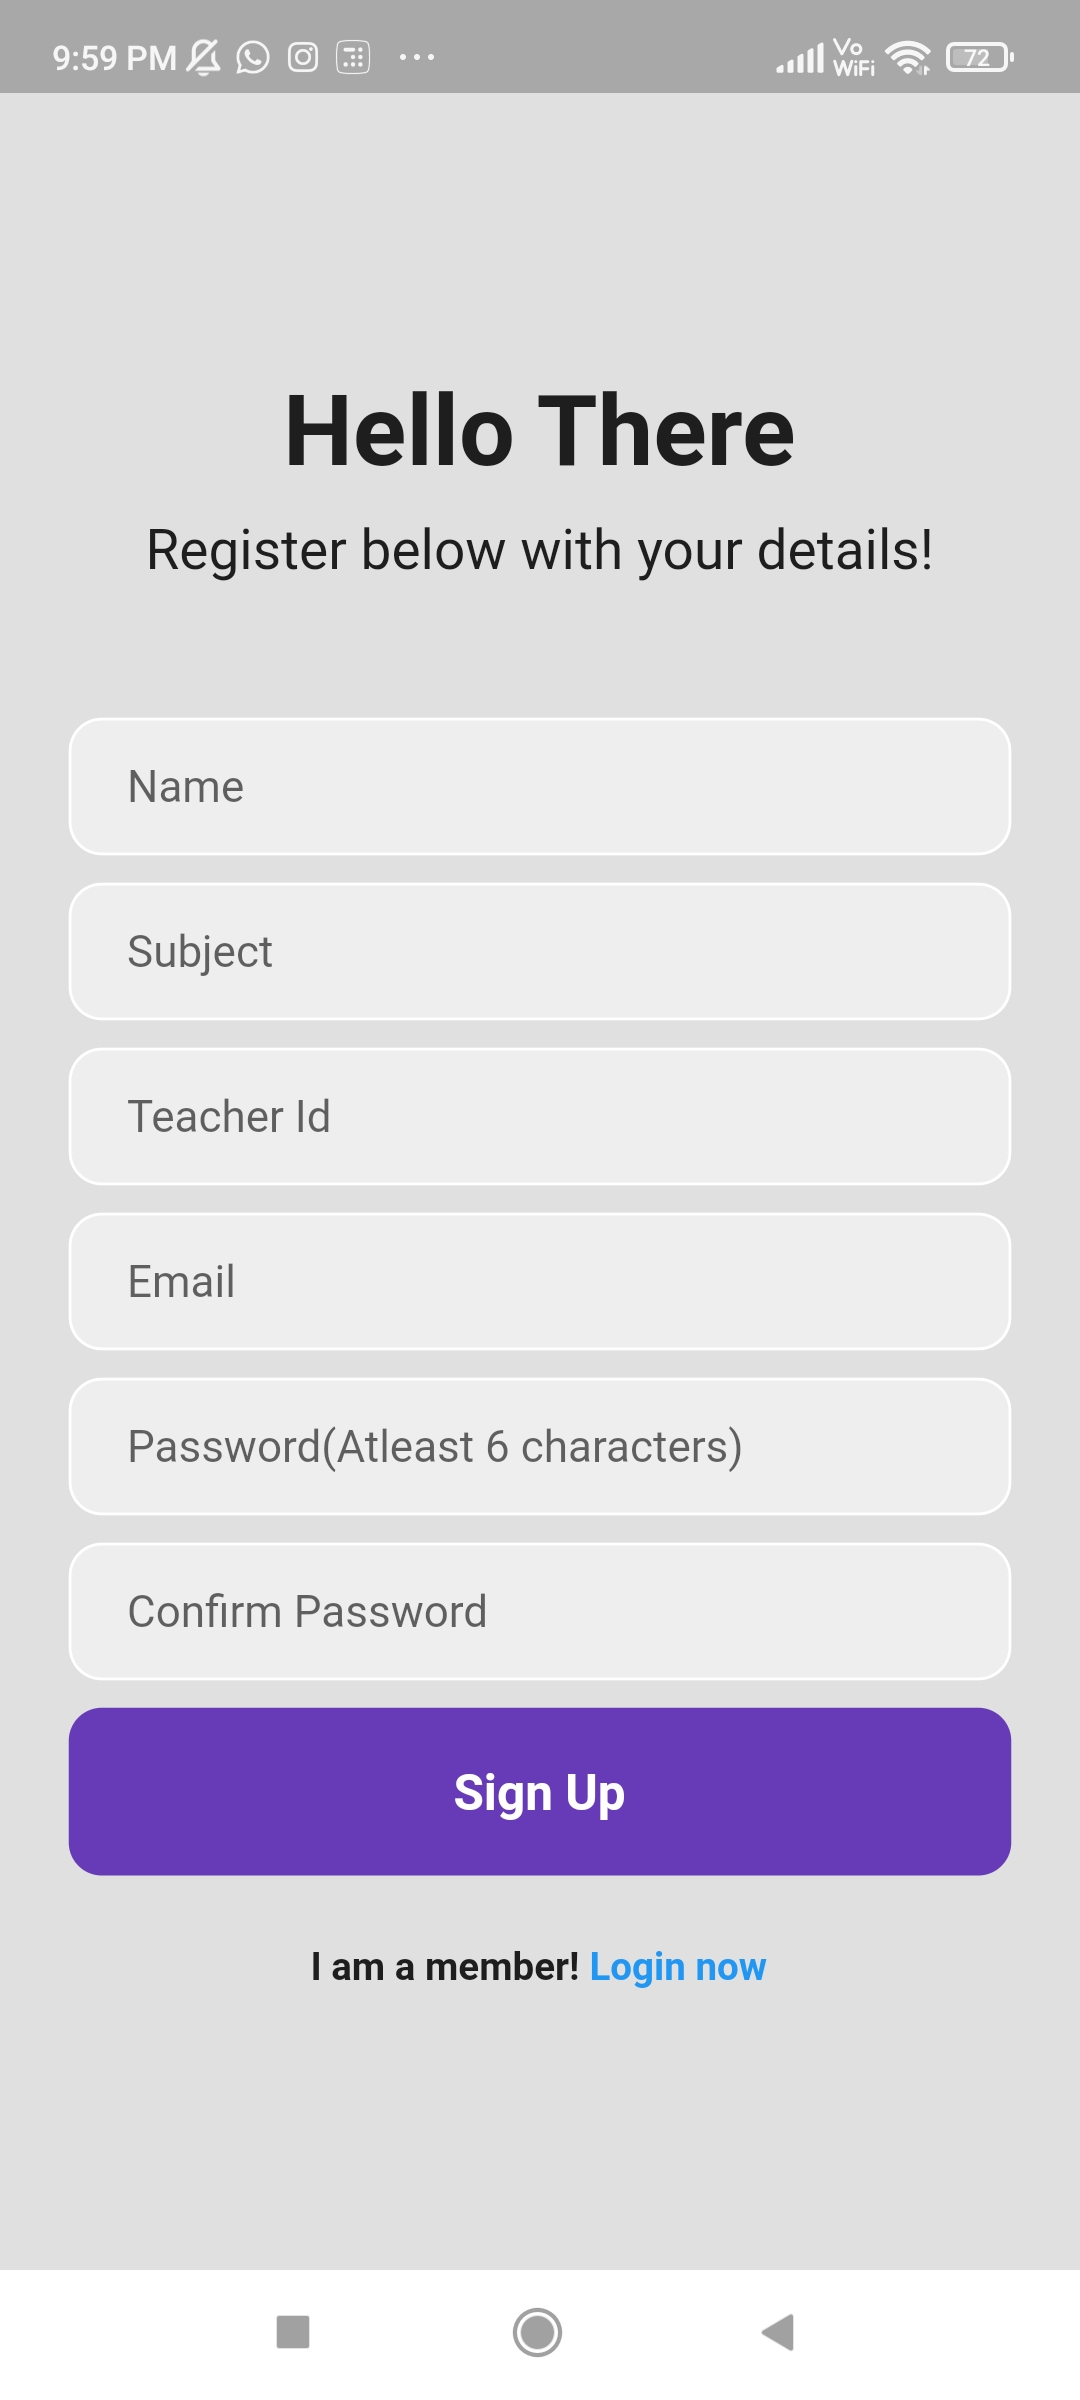 9:59 PM
Vo
WiFi
72
Hello There
Register below with your details!
Name
Subject
Teacher Id
Email
Password(Atleast 6 characters)
Confirm Password
Sign Up
I am a member! Login now